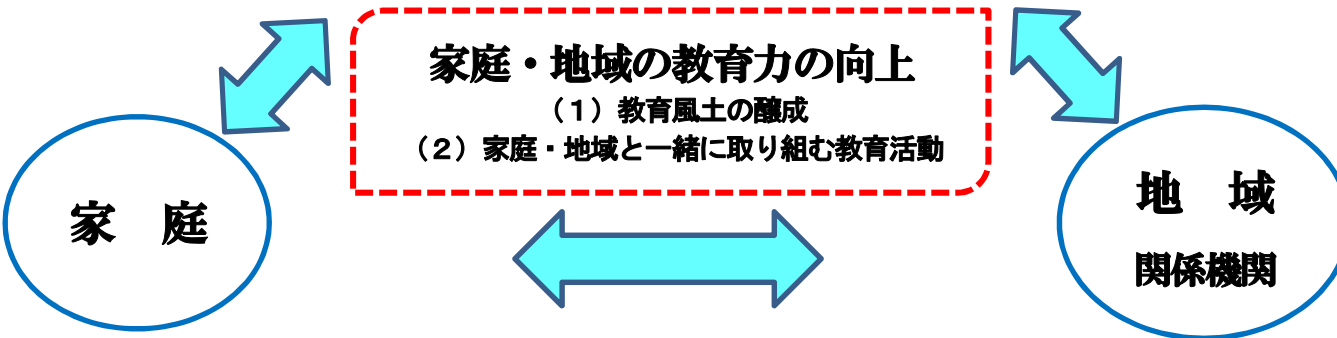 家庭・地域の教育力の向上
（１）教育風土の醸成
（２）家庭・地域と一緒に取り組む教育活動
家　庭
地　域
関係機関